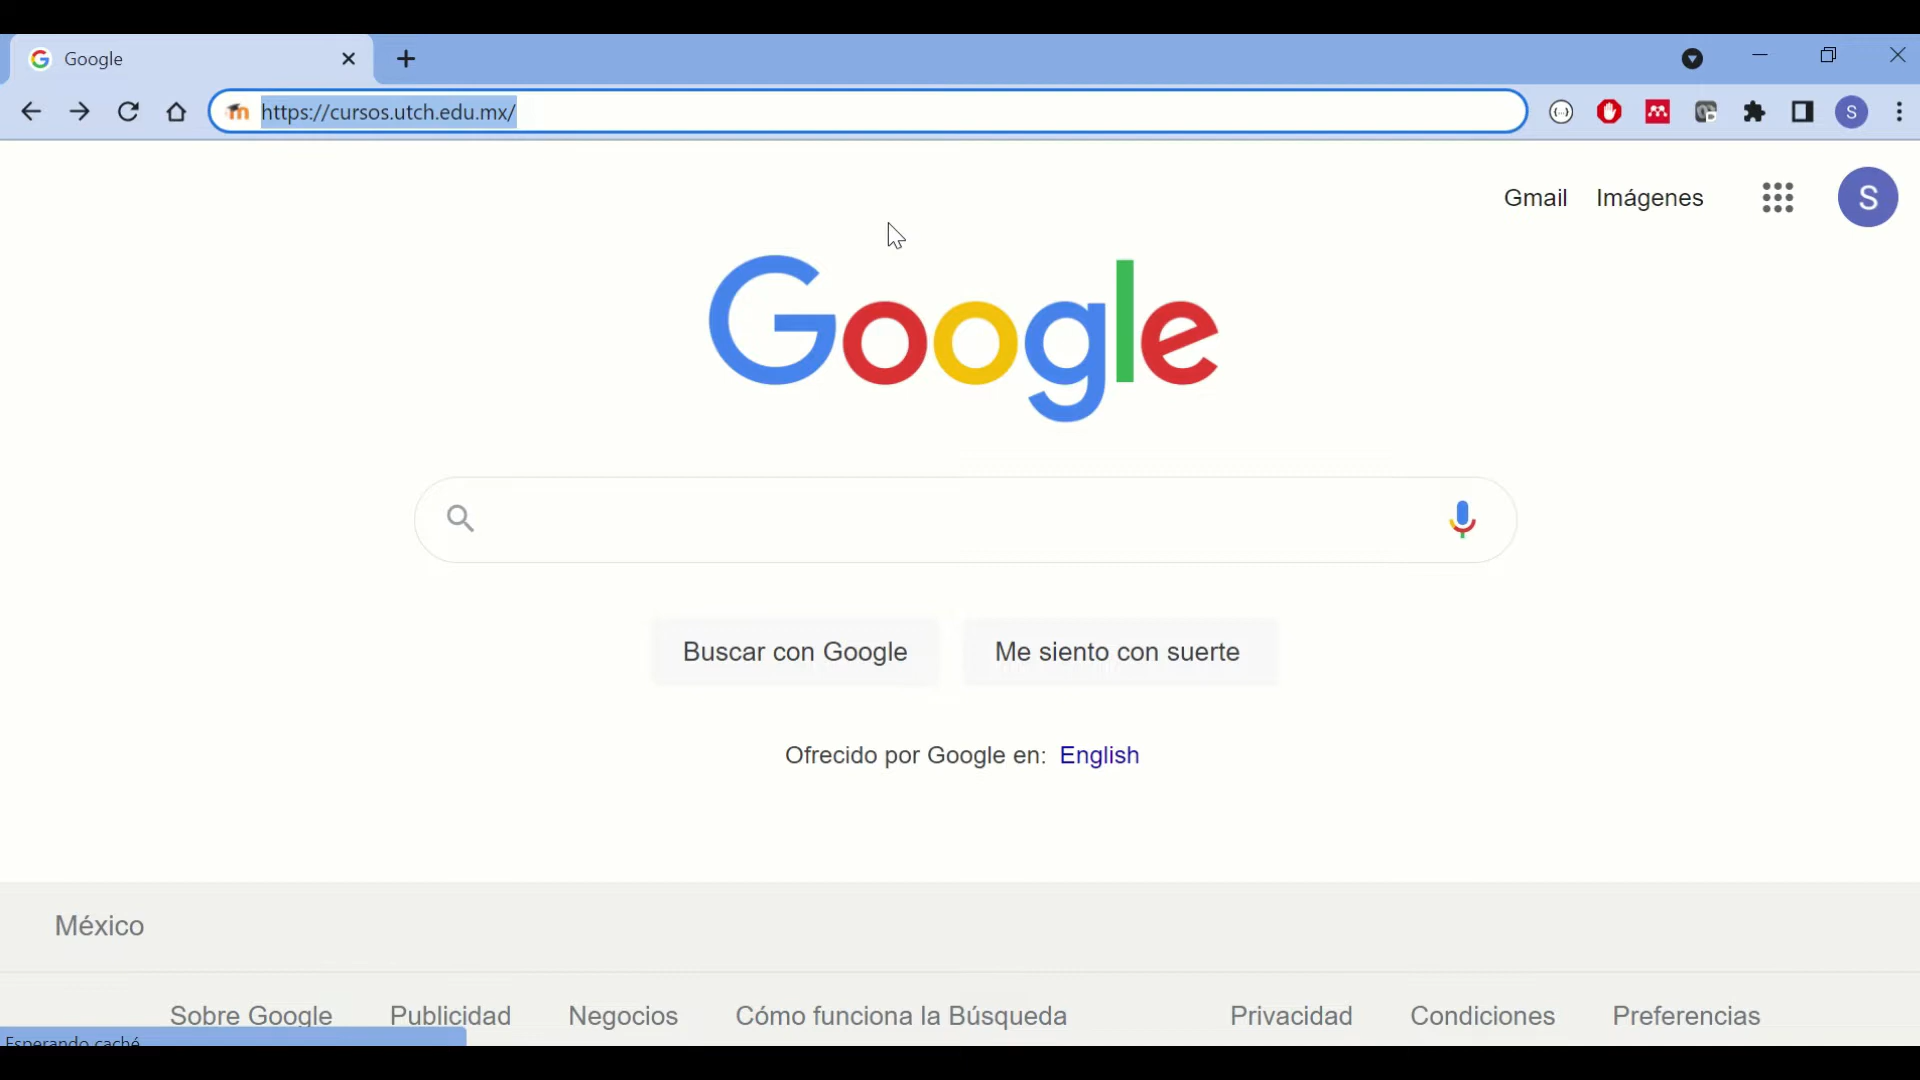 Google
https://cursos.utch.edu.mx/
S
Gmail Imágenes
S
Google
Buscar con Google Me siento con suerte
Ofrecido por Google en: English
México
Sobre Google Publicidad Negocios Cómo funciona la Búsqueda Privacidad Condiciones Preferencias
Esperando caché